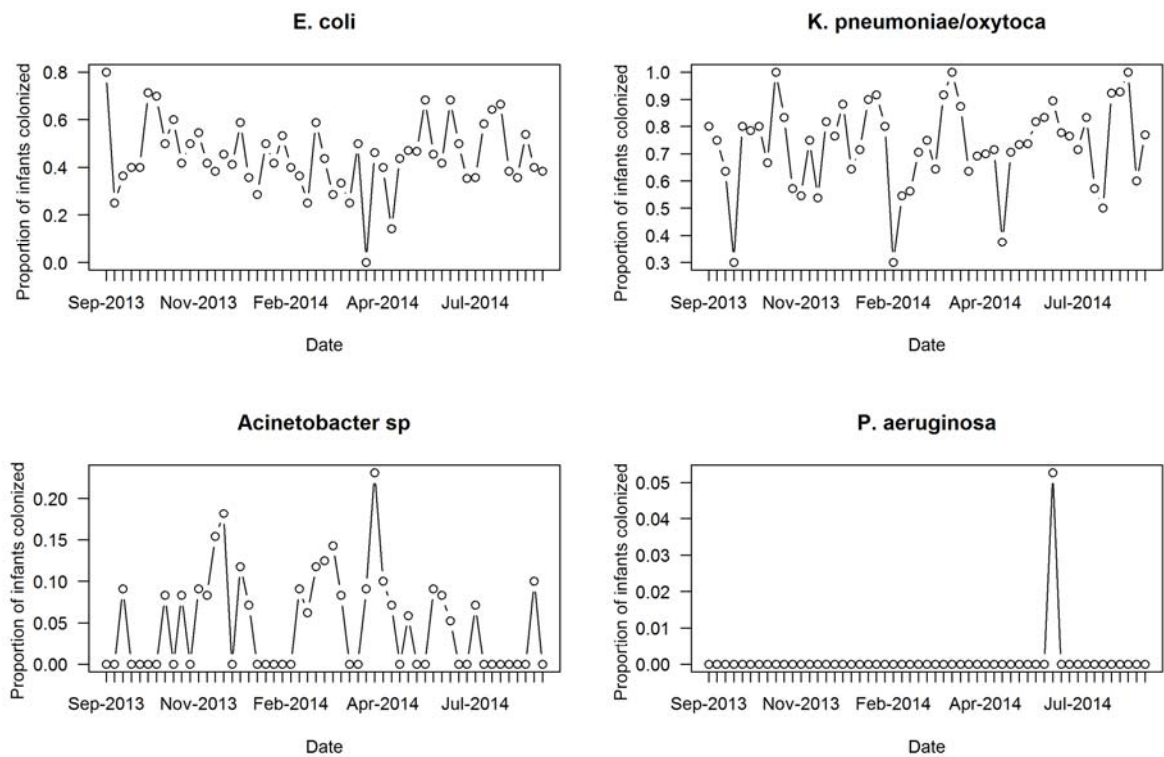 E. coli
Proportion of infants colonized
0.8
0.6
0.4
0.2
0.0
Sep-2013 Nov-2013 Feb-2014 Apr-2014 Jul-2014
Date
K. pneumoniae/oxytoca
Proportion of infants colonized
1.0
0.9
0.8
0.7
0.6
0.5
0.4
0.3
Sep-2013 Nov-2013 Feb-2014 Apr-2014 Jul-2014
Date
Acinetobacter sp
Proportion of infants colonized
0.20
0.15
0.10
0.05
0.00
Sep-2013 Nov-2013 Feb-2014 Apr-2014 Jul-2014
Date
P. aeruginosa
Proportion of infants colonized
0.05
0.04
0.03
0.02
0.01
0.00
Sep-2013 Nov-2013 Feb-2014 Apr-2014 Jul-2014
Date